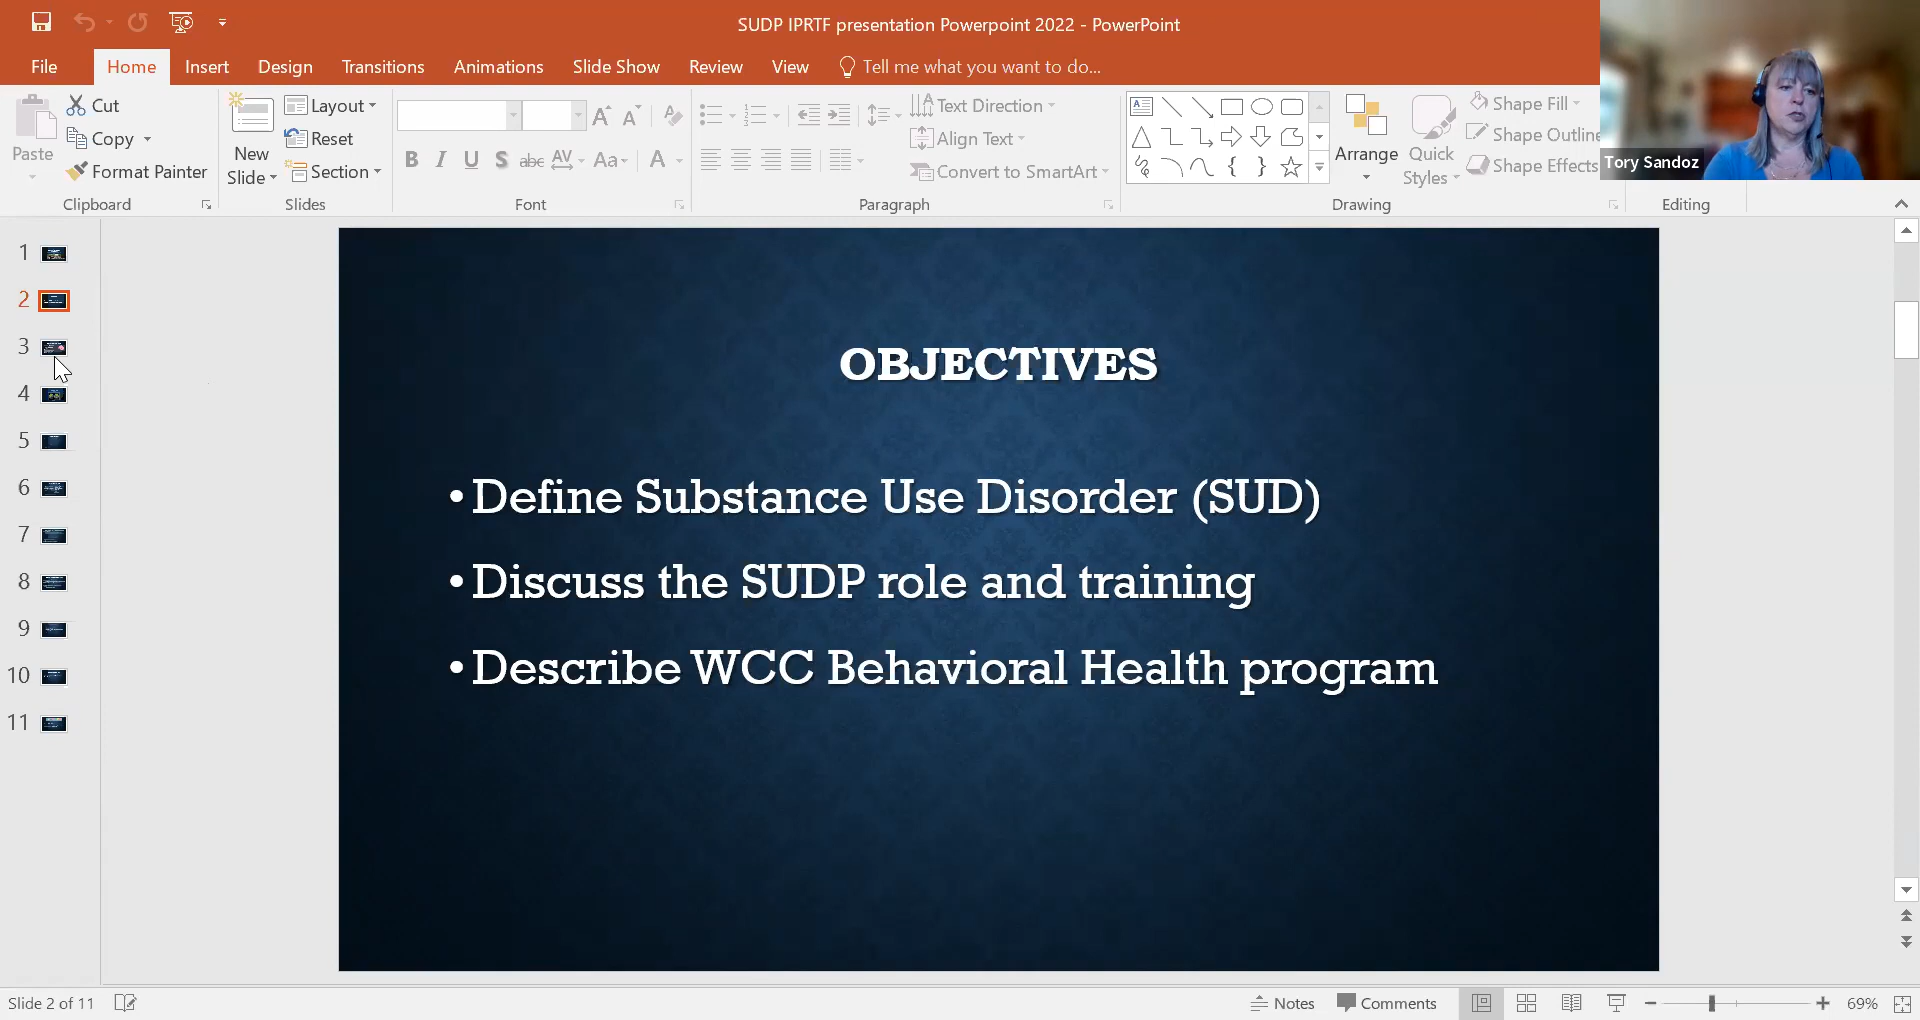 SUDP IPRTF presentation Powerpoint 2022 - PowerPoint
File Home Insert Design Transitions Animations Slide Show Review View Tell me what you want to do...
Tory Sandoz
Paste
Cut
Copy
Format Painter
Clipboard
New
Slide
Layout
Reset
Section
Slides
B I U S abc AV Aa A
Font
Text Direction
Align Text
Convert to SmartArt
Paragraph
Arrange
Quick
Styles
Shape Fill
Shape Outline
Shape Effects
Drawing
Editing
1
2
3
4
5
6
7
8
9
10
11
OBJECTIVES
• Define Substance Use Disorder (SUD)
• Discuss the SUDP role and training
• Describe WCC Behavioral Health program
Slide 2 of 11
Notes
Comments
69%